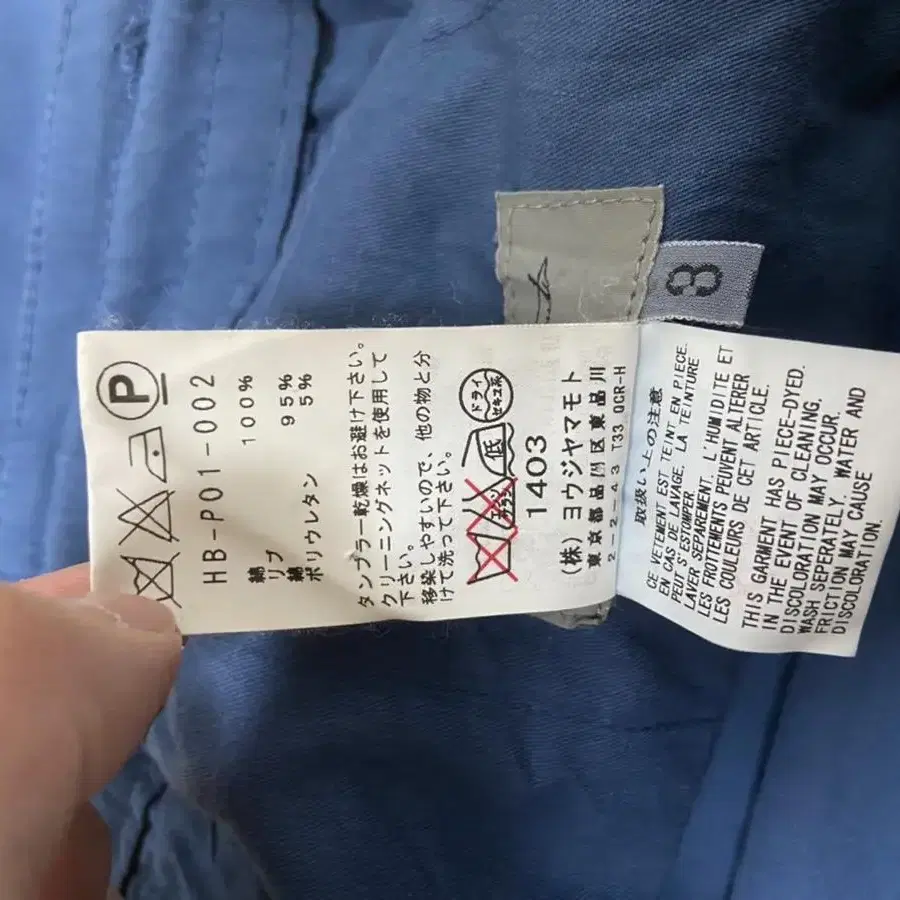 P
HB-P01-002
綿 100%
リブ
綿 95%
ポリウレタン 5%
タンブラー乾燥はお避け下さい。
クリーニングネットを使用して
下さい。
移染しやすいので、他の物と分
けて洗って下さい。
エンソ
サラシ
低
ドライ
セキユ系
1403
(株)ヨウジヤマモト
東京都品川区東品川
2-2-43 T33 QCR-H
3
取扱い上の注意
CE VETEMENT EST TEINT EN PIECE.
EN CAS DE LAVAGE, LA TEINTURE
PEUT S'ESTOMPER.
LAVER SEPAREMENT. L'HUMIDITE ET
LES FROTTEMENTS PEUVENT ALTERER
LES COULEURS DE CET ARTICLE.
THIS GARMENT HAS PIECE-DYED.
IN THE EVENT OF CLEANING,
DISCOLORATION MAY OCCUR.
WASH SEPERATELY. WATER AND
FRICTION MAY CAUSE
DISCOLORATION.